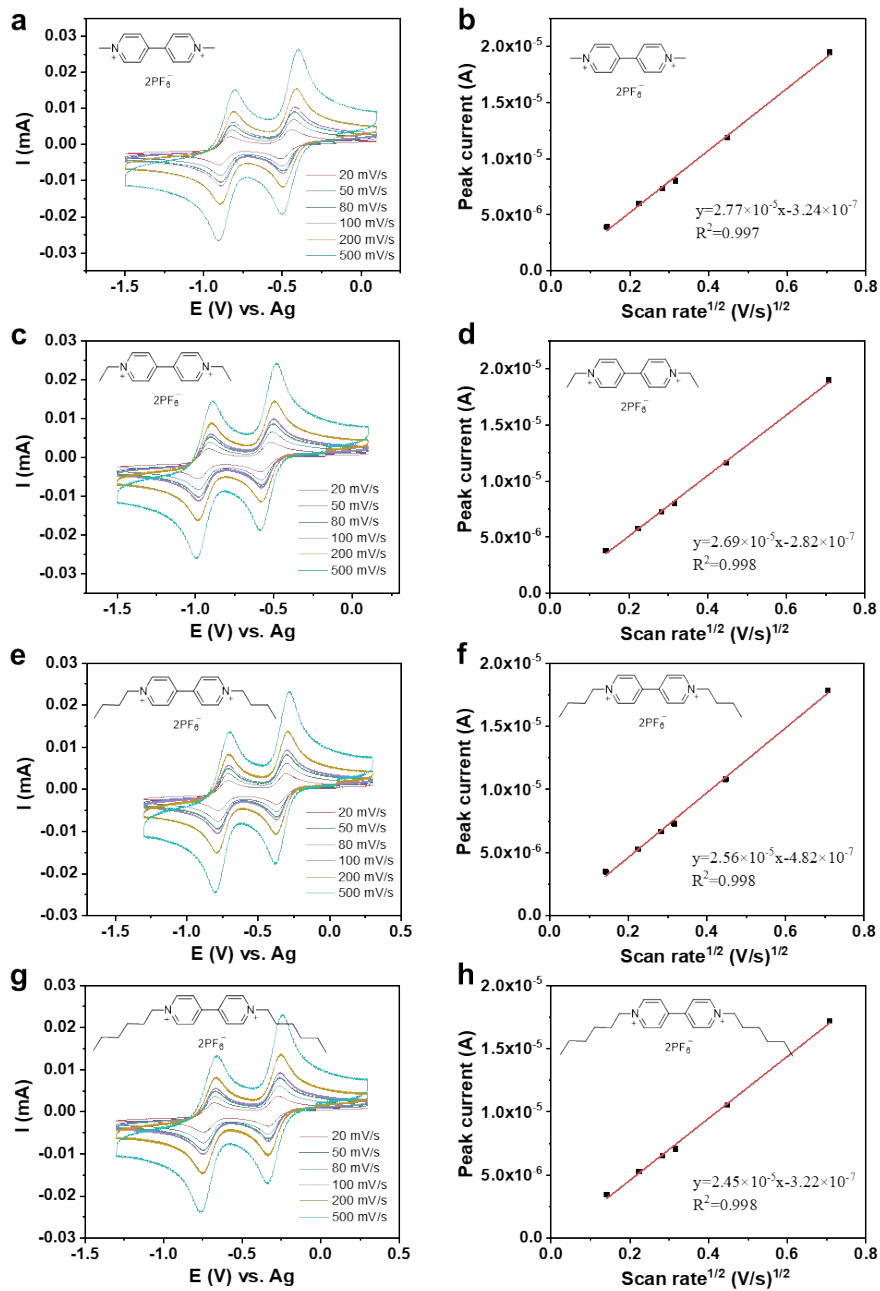 a
N
+
N
+
2PF₆⁻
I (mA)
0.03
0.02
0.01
0.00
-0.01
-0.02
-0.03
20 mV/s
50 mV/s
80 mV/s
100 mV/s
200 mV/s
500 mV/s
-1.5
-1.0
-0.5
0.0
E (V) vs. Ag
b
N
+
N
+
2PF₆⁻
Peak current (A)
2.0x10⁻⁵
1.5x10⁻⁵
1.0x10⁻⁵
5.0x10⁻⁶
0.0
y=2.77×10⁻⁵x-3.24×10⁻⁷
R²=0.997
0.0
0.2
0.4
0.6
0.8
Scan rate¹ᐟ² (V/s)¹ᐟ²
c
N
+
N
+
2PF₆⁻
I (mA)
0.03
0.02
0.01
0.00
-0.01
-0.02
-0.03
20 mV/s
50 mV/s
80 mV/s
100 mV/s
200 mV/s
500 mV/s
-1.5
-1.0
-0.5
0.0
E (V) vs. Ag
d
N
+
N
+
2PF₆⁻
Peak current (A)
2.0x10⁻⁵
1.5x10⁻⁵
1.0x10⁻⁵
5.0x10⁻⁶
0.0
y=2.69×10⁻⁵x-2.82×10⁻⁷
R²=0.998
0.0
0.2
0.4
0.6
0.8
Scan rate¹ᐟ² (V/s)¹ᐟ²
e
N
+
N
+
2PF₆⁻
I (mA)
0.03
0.02
0.01
0.00
-0.01
-0.02
-0.03
20 mV/s
50 mV/s
80 mV/s
100 mV/s
200 mV/s
500 mV/s
-1.5
-1.0
-0.5
0.0
0.5
E (V) vs. Ag
f
N
+
N
+
2PF₆⁻
Peak current (A)
2.0x10⁻⁵
1.5x10⁻⁵
1.0x10⁻⁵
5.0x10⁻⁶
0.0
y=2.56×10⁻⁵x-4.82×10⁻⁷
R²=0.998
0.0
0.2
0.4
0.6
0.8
Scan rate¹ᐟ² (V/s)¹ᐟ²
g
N
+
N
+
2PF₆⁻
I (mA)
0.03
0.02
0.01
0.00
-0.01
-0.02
-0.03
20 mV/s
50 mV/s
80 mV/s
100 mV/s
200 mV/s
500 mV/s
-1.5
-1.0
-0.5
0.0
0.5
E (V) vs. Ag
h
N
+
N
+
2PF₆⁻
Peak current (A)
2.0x10⁻⁵
1.5x10⁻⁵
1.0x10⁻⁵
5.0x10⁻⁶
0.0
y=2.45×10⁻⁵x-3.22×10⁻⁷
R²=0.998
0.0
0.2
0.4
0.6
0.8
Scan rate¹ᐟ² (V/s)¹ᐟ²